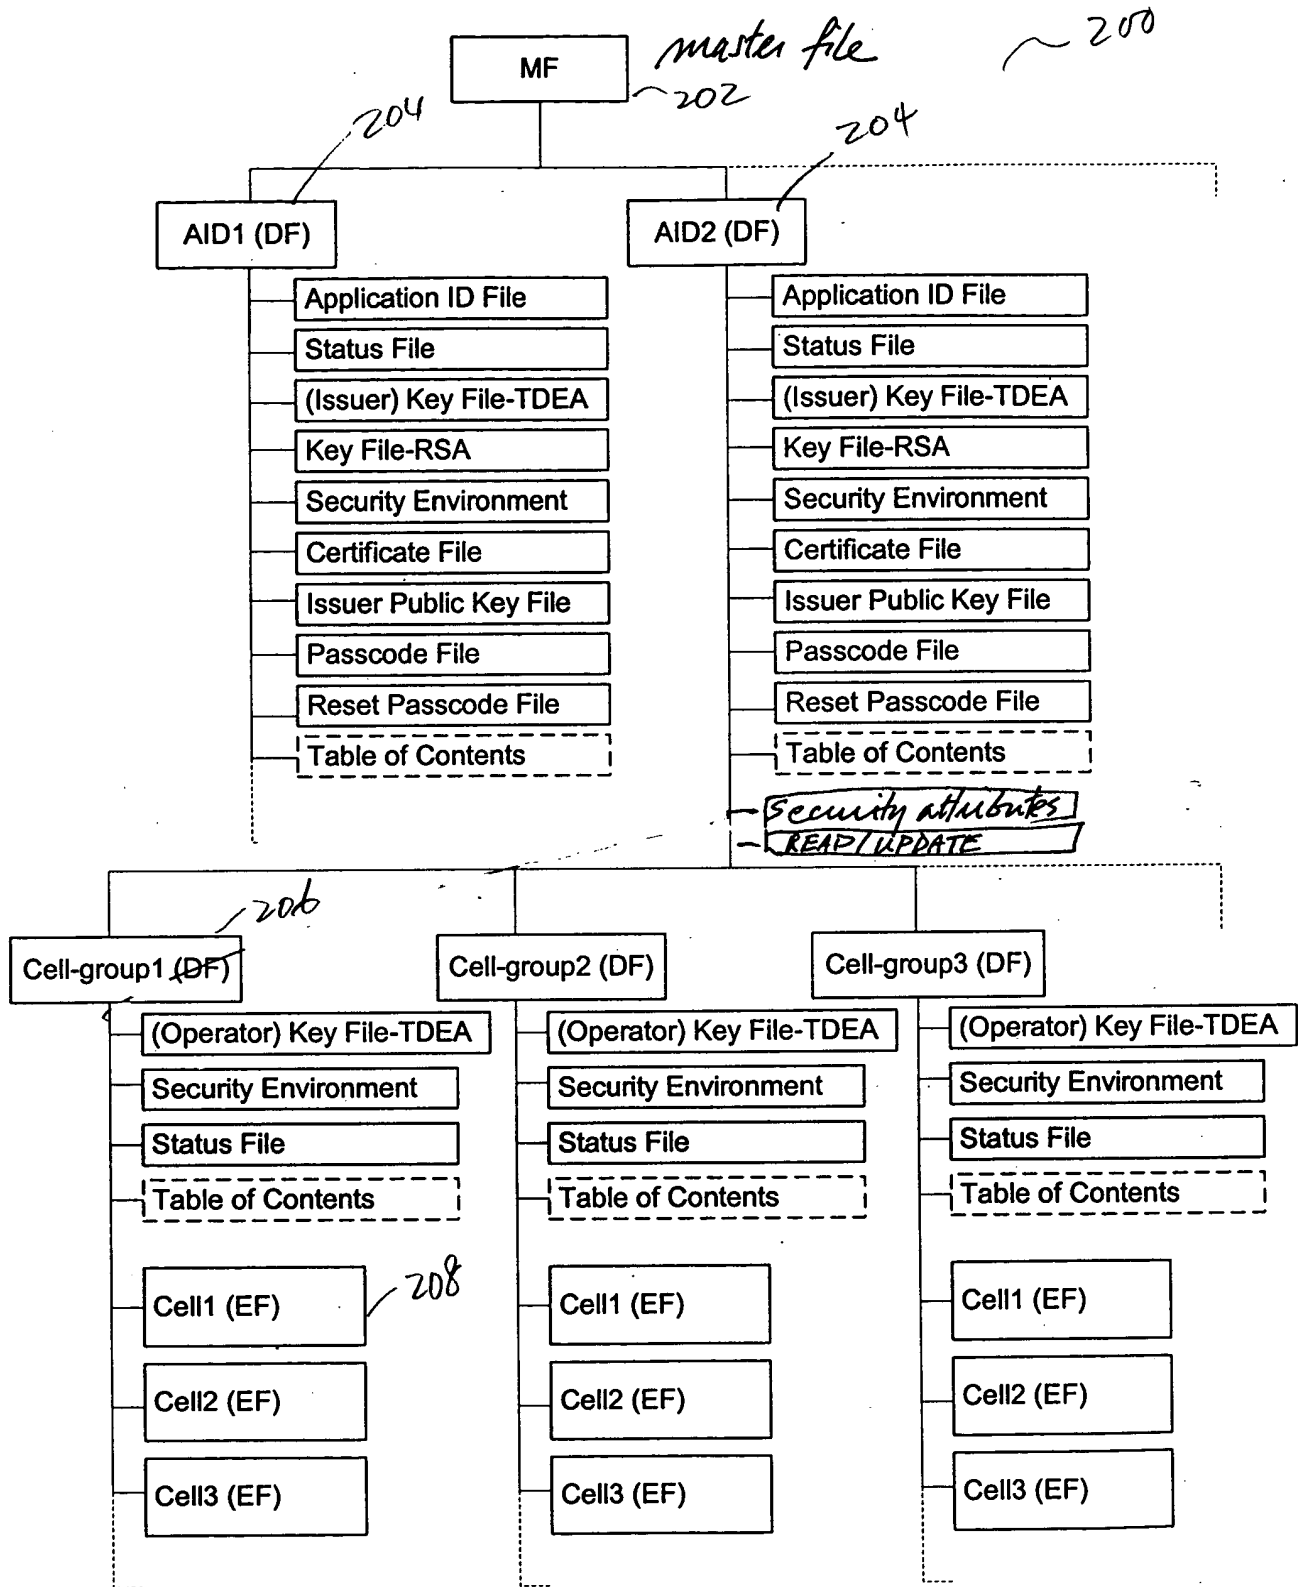 200
MF
master file
202
204
204
AID1 (DF)
AID2 (DF)
Application ID File
Status File
(Issuer) Key File-TDEA
Key File-RSA
Security Environment
Certificate File
Issuer Public Key File
Passcode File
Reset Passcode File
Table of Contents
Application ID File
Status File
(Issuer) Key File-TDEA
Key File-RSA
Security Environment
Certificate File
Issuer Public Key File
Passcode File
Reset Passcode File
Table of Contents
Security attributes
READ/UPDATE
206
Cell-group1 (DF)
Cell-group2 (DF)
Cell-group3 (DF)
(Operator) Key File-TDEA
Security Environment
Status File
Table of Contents
Cell1 (EF)
208
Cell2 (EF)
Cell3 (EF)
(Operator) Key File-TDEA
Security Environment
Status File
Table of Contents
Cell1 (EF)
Cell2 (EF)
Cell3 (EF)
(Operator) Key File-TDEA
Security Environment
Status File
Table of Contents
Cell1 (EF)
Cell2 (EF)
Cell3 (EF)